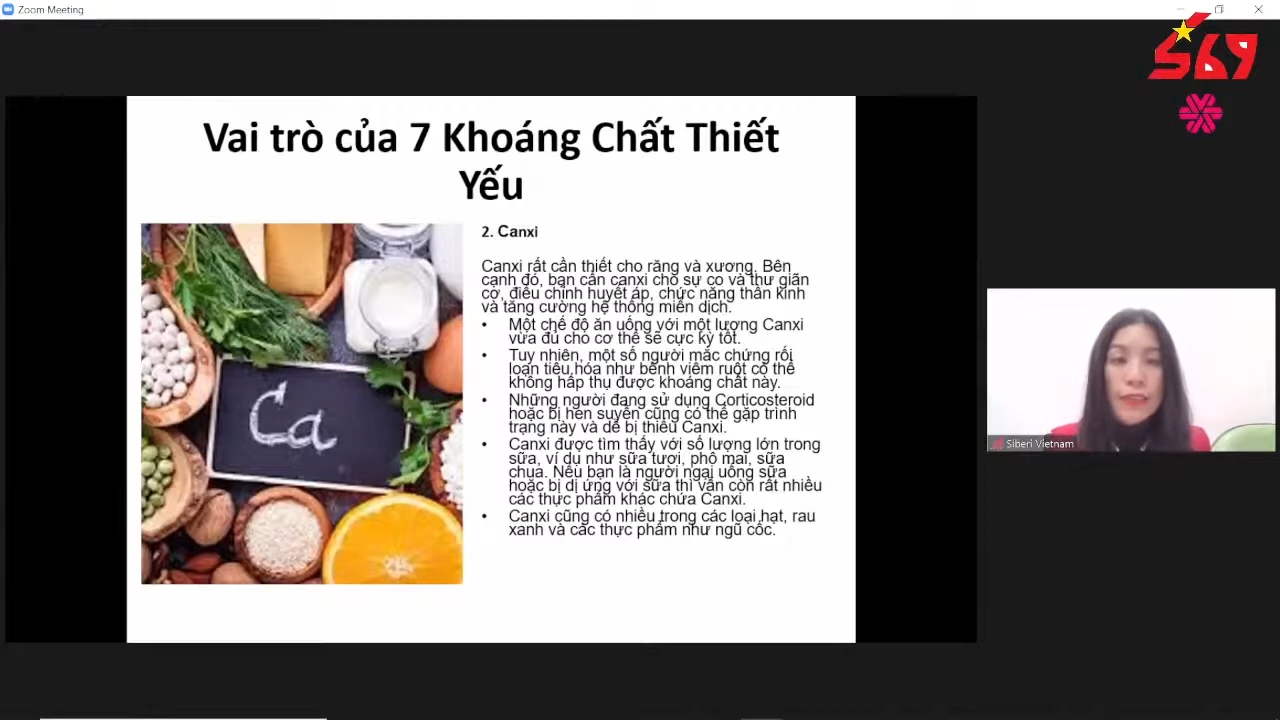 Zoom Meeting
S69
Vai trò của 7 Khoáng Chất Thiết
Yếu
2. Canxi
Canxi rất cần thiết cho răng và xương. Bên
cạnh đó, bạn cần canxi cho sự co và thư giãn
cơ, điều chỉnh huyết áp, chức năng thần kinh
và tăng cường hệ thống miễn dịch.
• Một chế độ ăn uống với một lượng Canxi
vừa đủ cho cơ thể sẽ cực kỳ tốt.
• Tuy nhiên, một số người mắc chứng rối
loạn tiêu hóa như bệnh viêm ruột có thể
không hấp thụ được khoáng chất này.
• Những người đang sử dụng Corticosteroid
hoặc bị hen suyễn cũng có thể gặp trình
trạng này và dễ bị thiếu Canxi.
• Canxi được tìm thấy với số lượng lớn trong
sữa, ví dụ như sữa tươi, phô mai, sữa
chua. Nếu bạn là người ngại uống sữa
hoặc bị dị ứng với sữa thì vẫn còn rất nhiều
các thực phẩm khác chứa Canxi.
• Canxi cũng có nhiều trong các loại hạt, rau
xanh và các thực phẩm như ngũ cốc.
Ca
Siberi Vietnam